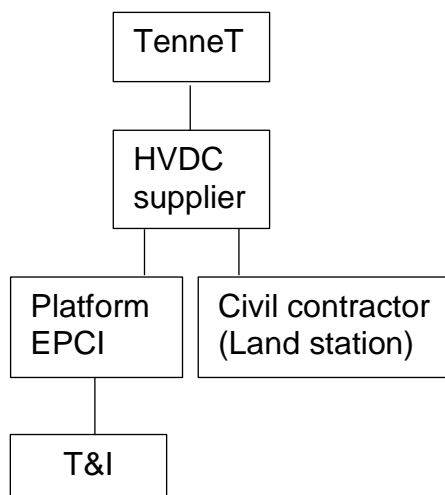 TenneT
HVDC
supplier
Platform
EPCI
Civil contractor
(Land station)
T&I